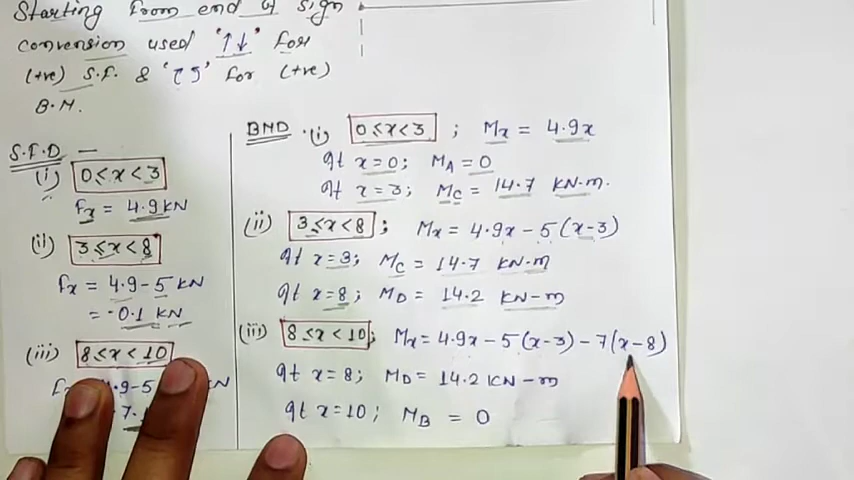 Starting from end of sign
convension used '↑↓' for
(+ve) S.F. & '↾↿' for (+ve)
B.M.
S.F.D —
(i) 0≤x<3
Fx = 4.9KN
(ii) 3≤x<8
Fx = 4.9-5 KN
= -0.1 KN
(iii) 8≤x<10
4.9-5 KN
7.
BMD (i) 0≤x<3 ; Mx = 4.9x
at x=0; MA=0
at x=3; MC = 14.7 KN-m.
(ii) 3≤x<8 ; Mx = 4.9x-5(x-3)
at x=3; MC = 14.7 KN-m
at x=8; MD = 14.2 KN-m
(iii) 8≤x<10; Mx=4.9x-5(x-3)-7(x-8)
at x=8; MD=14.2 KN-m
at x=10; MB = 0